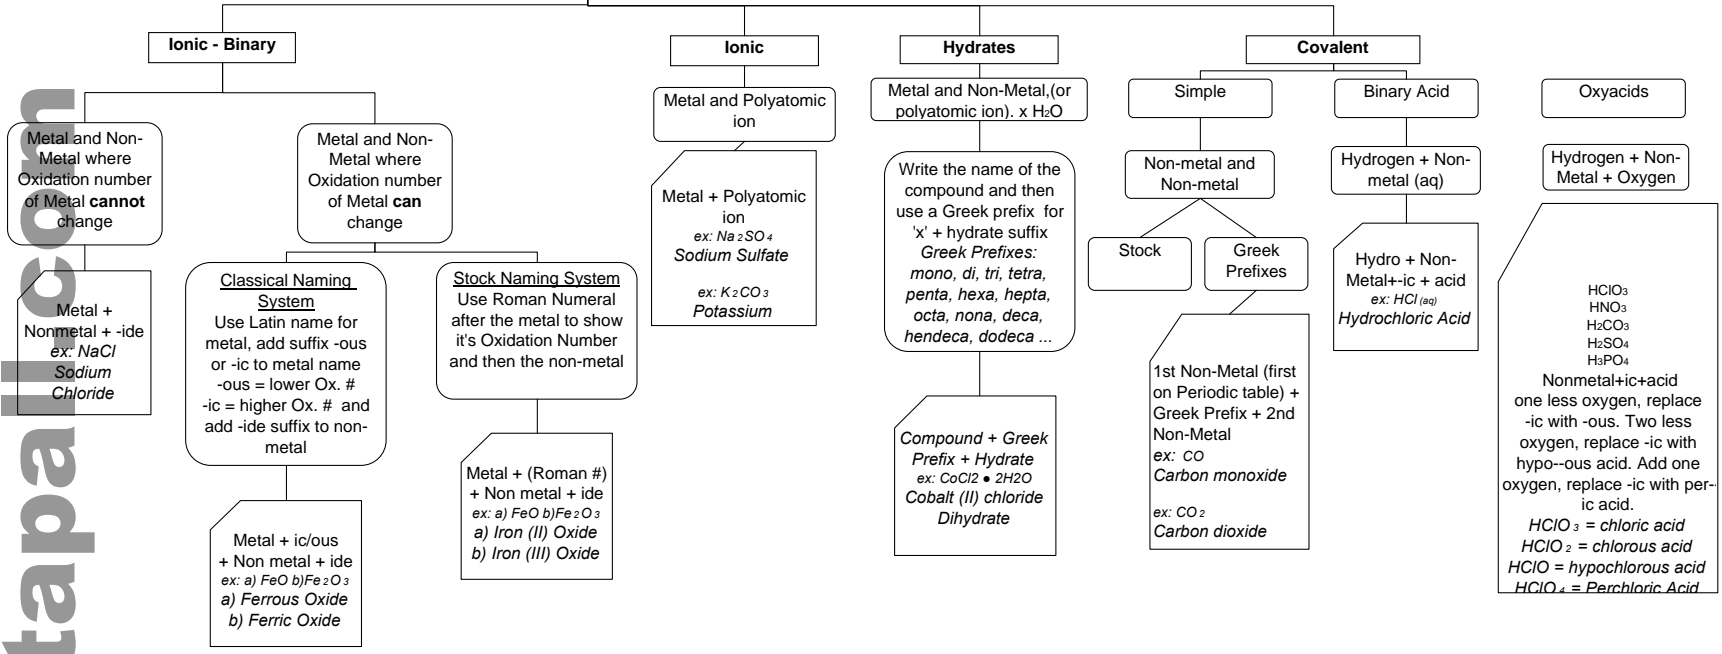 Ionic - Binary
Metal and Non-
Metal where
Oxidation number
of Metal cannot
change
Metal +
Nonmetal + -ide
ex: NaCl
Sodium
Chloride
Metal and Non-
Metal where
Oxidation number
of Metal can
change
Classical Naming
System
Use Latin name for
metal, add suffix -ous
or -ic to metal name
-ous = lower Ox. #
-ic = higher Ox. # and
add -ide suffix to non-
metal
Metal + ic/ous
+ Non metal + ide
ex: a) FeO b)Fe2O3
a) Ferrous Oxide
b) Ferric Oxide
Stock Naming System
Use Roman Numeral
after the metal to show
it's Oxidation Number
and then the non-metal
Metal + (Roman #)
+ Non metal + ide
ex: a) FeO b)Fe2O3
a) Iron (II) Oxide
b) Iron (III) Oxide
Ionic
Metal and Polyatomic
ion
Metal + Polyatomic
ion
ex: Na2SO4
Sodium Sulfate
ex: K2CO3
Potassium
Hydrates
Metal and Non-Metal,(or
polyatomic ion). x H2O
Write the name of the
compound and then
use a Greek prefix for
'x' + hydrate suffix
Greek Prefixes:
mono, di, tri, tetra,
penta, hexa, hepta,
octa, nona, deca,
hendeca, dodeca ...
Compound + Greek
Prefix + Hydrate
ex: CoCl2 ● 2H2O
Cobalt (II) chloride
Dihydrate
Covalent
Simple
Non-metal and
Non-metal
Stock
Greek
Prefixes
1st Non-Metal (first
on Periodic table) +
Greek Prefix + 2nd
Non-Metal
ex: CO
Carbon monoxide
ex: CO2
Carbon dioxide
Binary Acid
Hydrogen + Non-
metal (aq)
Hydro + Non-
Metal+-ic + acid
ex: HCl (aq)
Hydrochloric Acid
Oxyacids
Hydrogen + Non-
Metal + Oxygen
HClO3
HNO3
H2CO3
H2SO4
H3PO4
Nonmetal+ic+acid
one less oxygen, replace
-ic with -ous. Two less
oxygen, replace -ic with
hypo--ous acid. Add one
oxygen, replace -ic with per--
ic acid.
HClO3 = chloric acid
HClO2 = chlorous acid
HClO = hypochlorous acid
HClO4 = Perchloric Acid
tapall.com